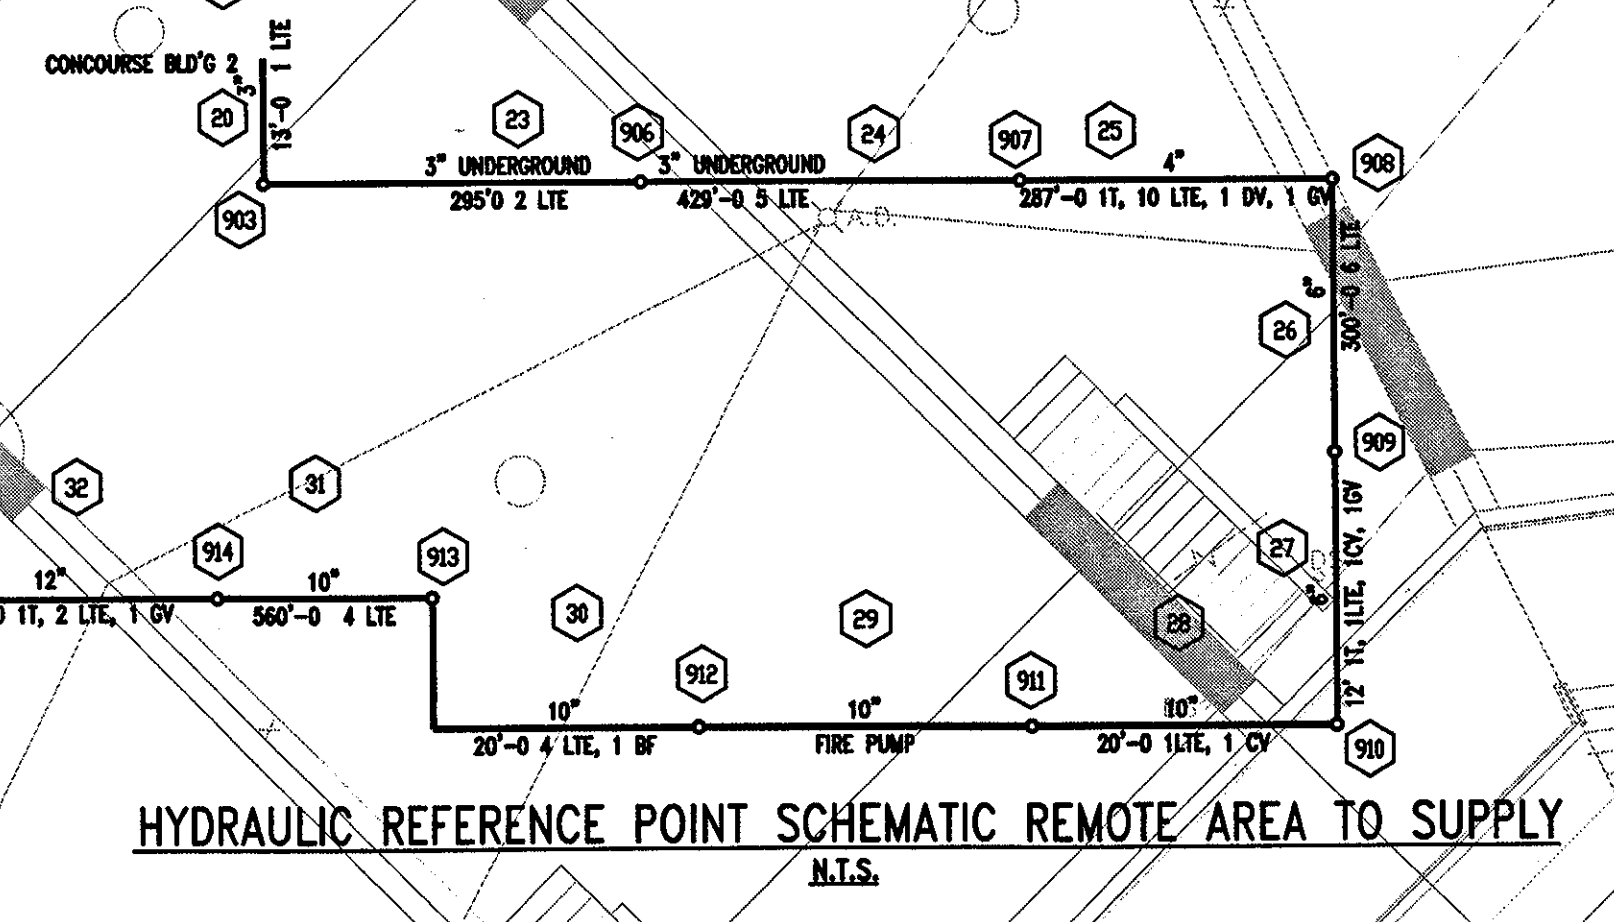 CONCOURSE BLD'G 2
3"
13'-0 1 LTE
20
23
906
24
907
25
908
3" UNDERGROUND
3" UNDERGROUND
4"
295'0 2 LTE
429'-0 5 LTE
287'-0 1T, 10 LTE, 1 DV, 1 GV
903
A.D.
6"
300'-0 6 LTE
26
909
32
31
914
913
27
6"
12' 1T, 1LTE, 1CV, 1GV
12"
10"
0 1T, 2 LTE, 1 GV
560'-0 4 LTE
30
29
28
912
911
10"
10"
10"
20'-0 4 LTE, 1 BF
FIRE PUMP
20'-0 1LTE, 1 CV
910
HYDRAULIC REFERENCE POINT SCHEMATIC REMOTE AREA TO SUPPLY
N.T.S.